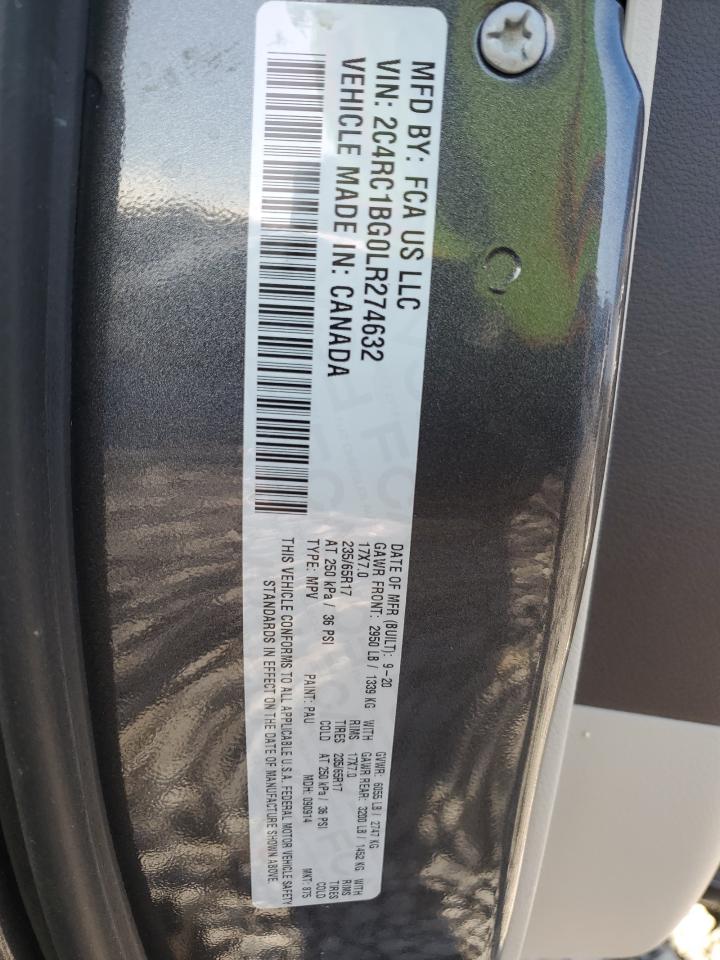 MFD BY: FCA US LLC
VIN: 2C4RC1BG0LR274632
VEHICLE MADE IN: CANADA
DATE OF MFR (BUILT): 9-20 GVWR: 6055 LB / 2747 KG
GAWR FRONT: 2950 LB / 1339 KG WITH GAWR REAR: 3200 LB / 1452 KG WITH
17X7.0 RIMS 17X7.0 RIMS
235/65R17 TIRES 235/65R17 TIRES
AT 250 kPa / 36 PSI COLD AT 250 kPa / 36 PSI COLD
TYPE: MPV PAINT: PAU MDH: 090914 MKT: 875
THIS VEHICLE CONFORMS TO ALL APPLICABLE U.S.A. FEDERAL MOTOR VEHICLE SAFETY
STANDARDS IN EFFECT ON THE DATE OF MANUFACTURE SHOWN ABOVE.